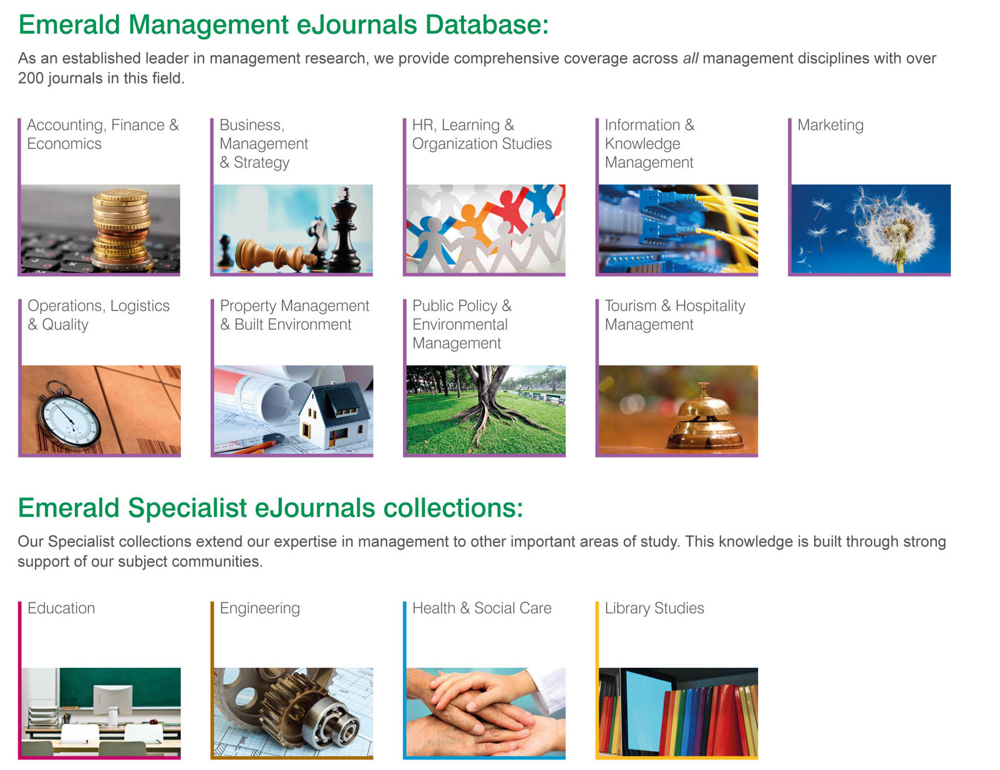 Emerald Management eJournals Database:
As an established leader in management research, we provide comprehensive coverage across all management disciplines with over
200 journals in this field.
Accounting, Finance &
Economics
Business,
Management
& Strategy
HR, Learning &
Organization Studies
Information &
Knowledge
Management
Marketing
Operations, Logistics
& Quality
Property Management
& Built Environment
Public Policy &
Environmental
Management
Tourism & Hospitality
Management
Emerald Specialist eJournals collections:
Our Specialist collections extend our expertise in management to other important areas of study. This knowledge is built through strong
support of our subject communities.
Education
Engineering
Health & Social Care
Library Studies